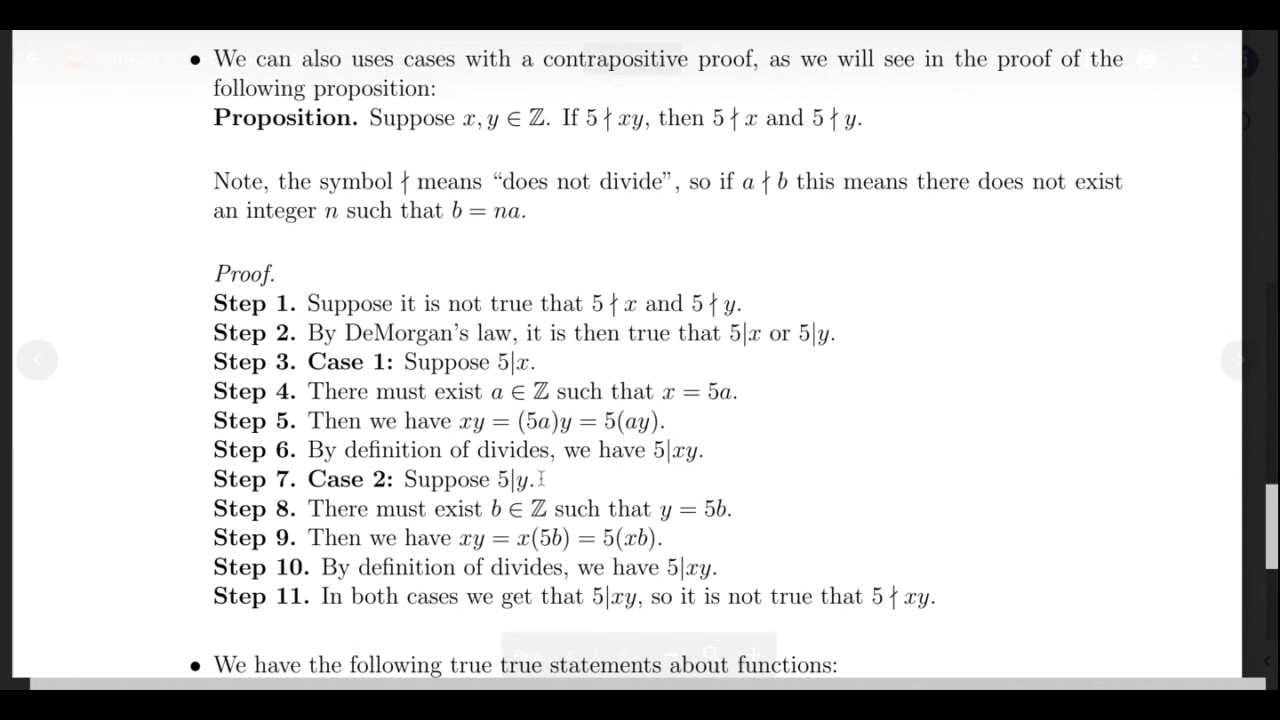 • We can also uses cases with a contrapositive proof, as we will see in the proof of the
following proposition:
Proposition. Suppose x, y ∈ ℤ. If 5 ∤ xy, then 5 ∤ x and 5 ∤ y.
Note, the symbol ∤ means “does not divide”, so if a ∤ b this means there does not exist
an integer n such that b = na.
Proof.
Step 1. Suppose it is not true that 5 ∤ x and 5 ∤ y.
Step 2. By DeMorgan's law, it is then true that 5|x or 5|y.
Step 3. Case 1: Suppose 5|x.
Step 4. There must exist a ∈ ℤ such that x = 5a.
Step 5. Then we have xy = (5a)y = 5(ay).
Step 6. By definition of divides, we have 5|xy.
Step 7. Case 2: Suppose 5|y.
Step 8. There must exist b ∈ ℤ such that y = 5b.
Step 9. Then we have xy = x(5b) = 5(xb).
Step 10. By definition of divides, we have 5|xy.
Step 11. In both cases we get that 5|xy, so it is not true that 5 ∤ xy.
• We have the following true true statements about functions: